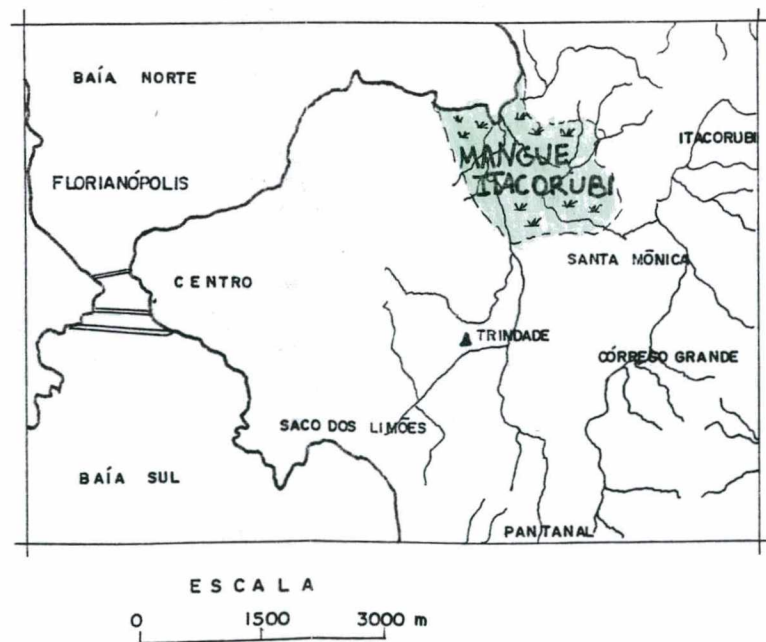 BAÍA NORTE
ITACORUBI
MANGUE
ITACORUBI
FLORIANÓPOLIS
SANTA MÔNICA
CENTRO
TRINDADE
CÓRREGO GRANDE
SACO DOS LIMÕES
BAÍA SUL
PANTANAL
ESCALA
0 1500 3000 m